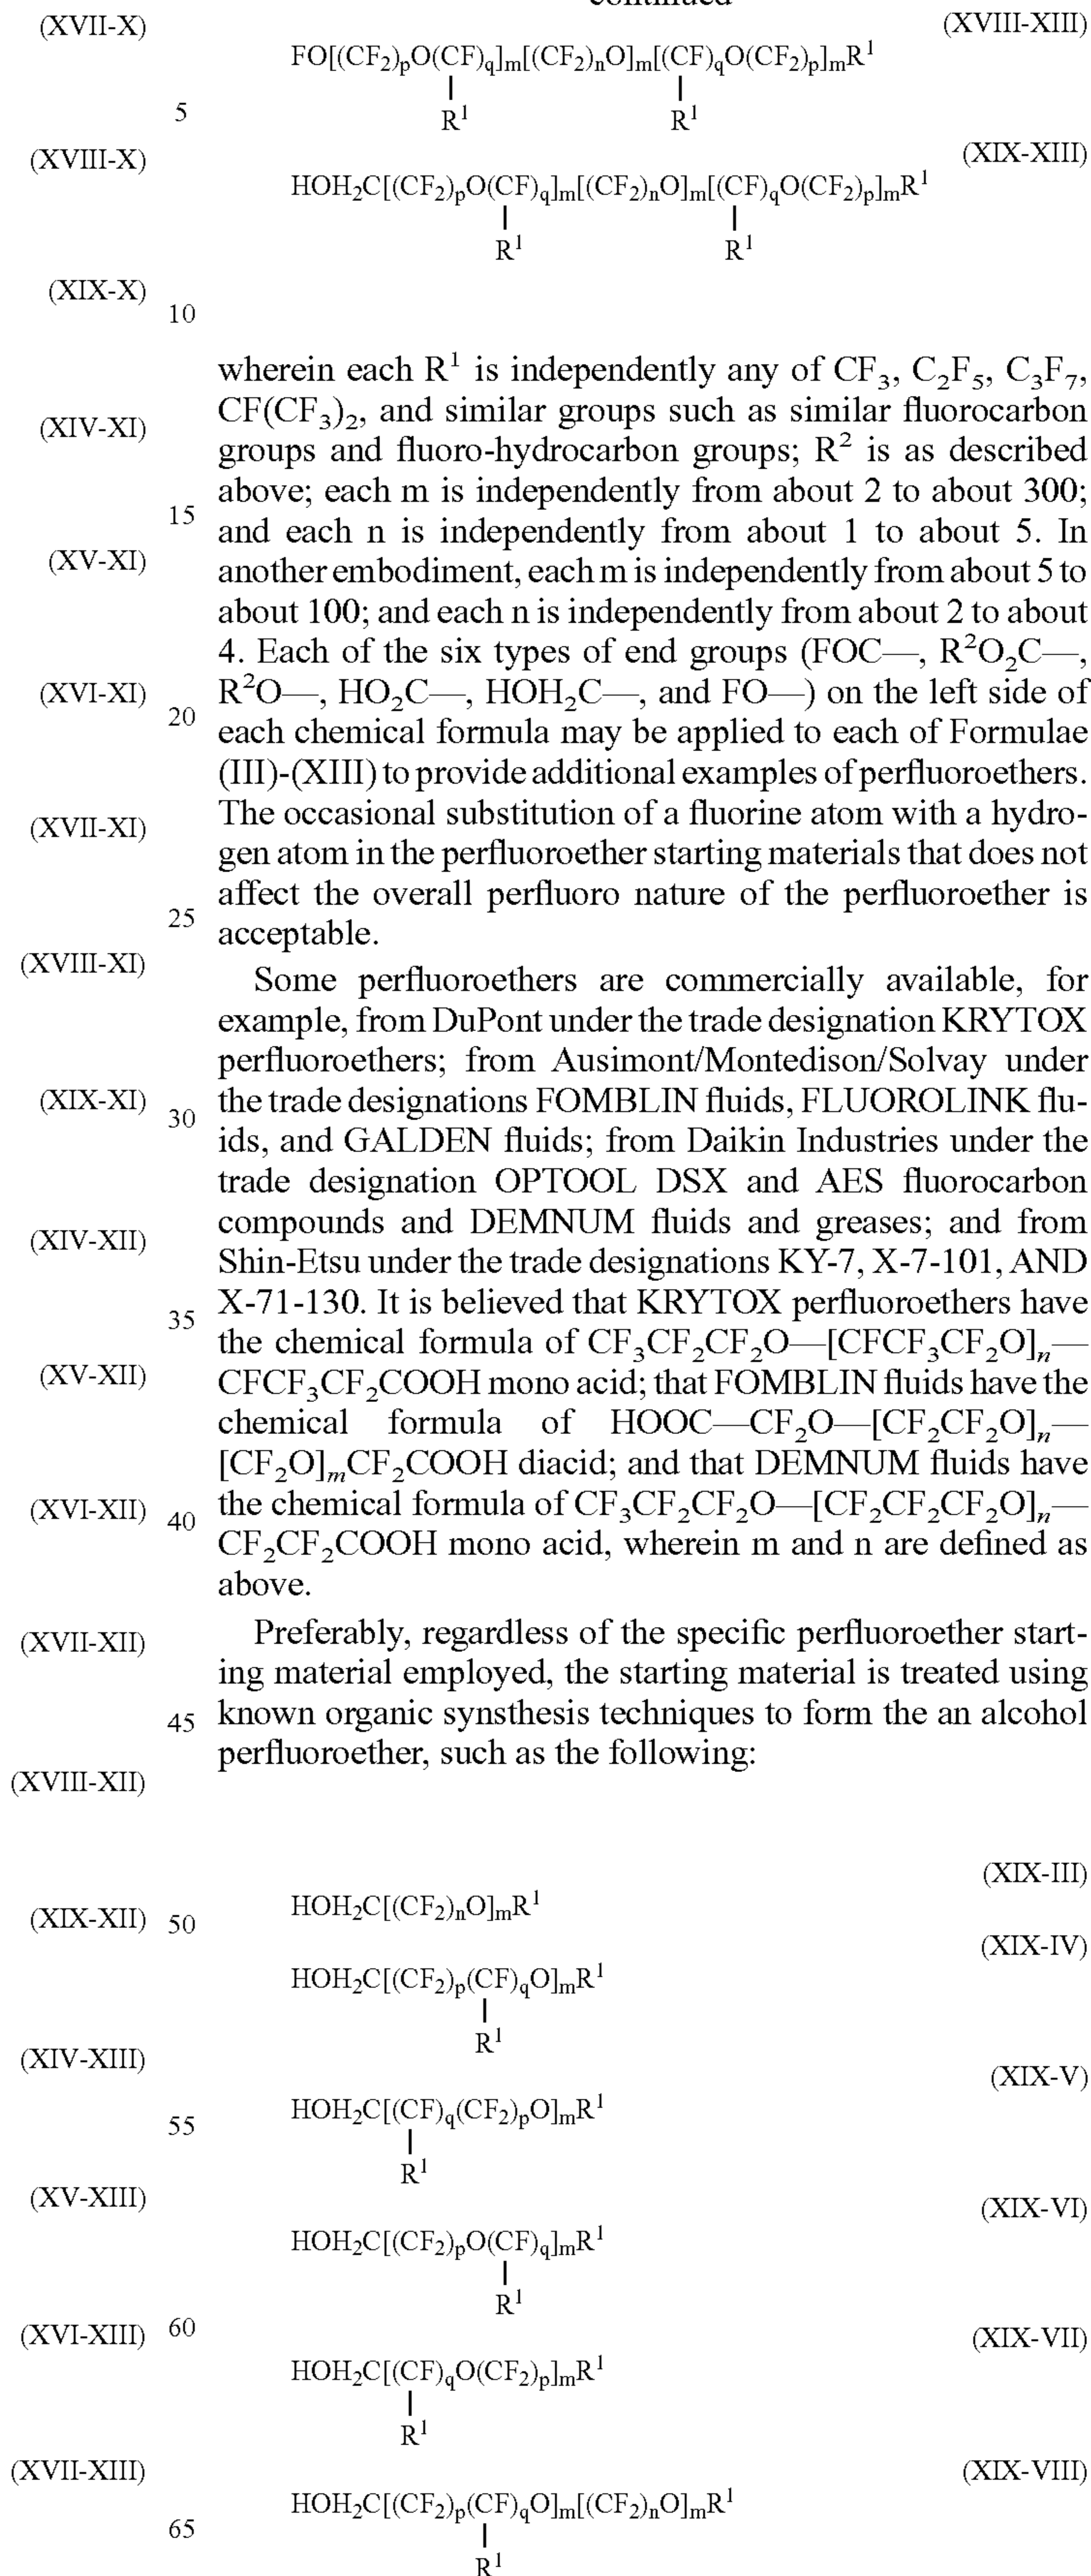 continued
(XVII-X)
(XVIII-XIII)
FO[(CF₂)ₚO(CF)q]ₘ[(CF₂)ₙO]ₘ[(CF)qO(CF₂)ₚ]ₘR¹
5
R¹ R¹
(XVIII-X)
(XIX-XIII)
HOH₂C[(CF₂)ₚO(CF)q]ₘ[(CF₂)ₙO]ₘ[(CF)qO(CF₂)ₚ]ₘR¹
R¹ R¹
(XIX-X)
10
wherein each R¹ is independently any of CF₃, C₂F₅, C₃F₇,
CF(CF₃)₂, and similar groups such as similar fluorocarbon
(XIV-XI)
groups and fluoro-hydrocarbon groups; R² is as described
above; each m is independently from about 2 to about 300;
15
and each n is independently from about 1 to about 5. In
(XV-XI)
another embodiment, each m is independently from about 5 to
about 100; and each n is independently from about 2 to about
4. Each of the six types of end groups (FOC—, R²O₂C—,
(XVI-XI)
R²O—, HO₂C—, HOH₂C—, and FO—) on the left side of
20
each chemical formula may be applied to each of Formulae
(III)-(XIII) to provide additional examples of perfluoroethers.
(XVII-XI)
The occasional substitution of a fluorine atom with a hydro-
gen atom in the perfluoroether starting materials that does not
affect the overall perfluoro nature of the perfluoroether is
25
acceptable.
(XVIII-XI)
Some perfluoroethers are commercially available, for
example, from DuPont under the trade designation KRYTOX
perfluoroethers; from Ausimont/Montedison/Solvay under
(XIX-XI)
30
the trade designations FOMBLIN fluids, FLUOROLINK flu-
ids, and GALDEN fluids; from Daikin Industries under the
trade designation OPTOOL DSX and AES fluorocarbon
compounds and DEMNUM fluids and greases; and from
(XIV-XII)
Shin-Etsu under the trade designations KY-7, X-7-101, AND
35
X-71-130. It is believed that KRYTOX perfluoroethers have
the chemical formula of CF₃CF₂CF₂O—[CFCF₃CF₂O]ₙ—
(XV-XII)
CFCF₃CF₂COOH mono acid; that FOMBLIN fluids have the
chemical formula of HOOC—CF₂O—[CF₂CF₂O]ₙ—
[CF₂O]ₘCF₂COOH diacid; and that DEMNUM fluids have
(XVI-XII)
40
the chemical formula of CF₃CF₂CF₂O—[CF₂CF₂CF₂O]ₙ—
CF₂CF₂COOH mono acid, wherein m and n are defined as
above.
(XVII-XII)
Preferably, regardless of the specific perfluoroether start-
ing material employed, the starting material is treated using
45
known organic synsthesis techniques to form the an alcohol
perfluoroether, such as the following:
(XVIII-XII)
(XIX-III)
HOH₂C[(CF₂)ₙO]ₘR¹
(XIX-XII)
50
(XIX-IV)
HOH₂C[(CF₂)ₚ(CF)qO]ₘR¹
R¹
(XIV-XIII)
(XIX-V)
HOH₂C[(CF)q(CF₂)ₚO]ₘR¹
55
R¹
(XV-XIII)
(XIX-VI)
HOH₂C[(CF₂)ₚO(CF)q]ₘR¹
R¹
(XVI-XIII)
60
(XIX-VII)
HOH₂C[(CF)qO(CF₂)ₚ]ₘR¹
R¹
(XVII-XIII)
(XIX-VIII)
HOH₂C[(CF₂)ₚ(CF)qO]ₘ[(CF₂)ₙO]ₘR¹
65
R¹